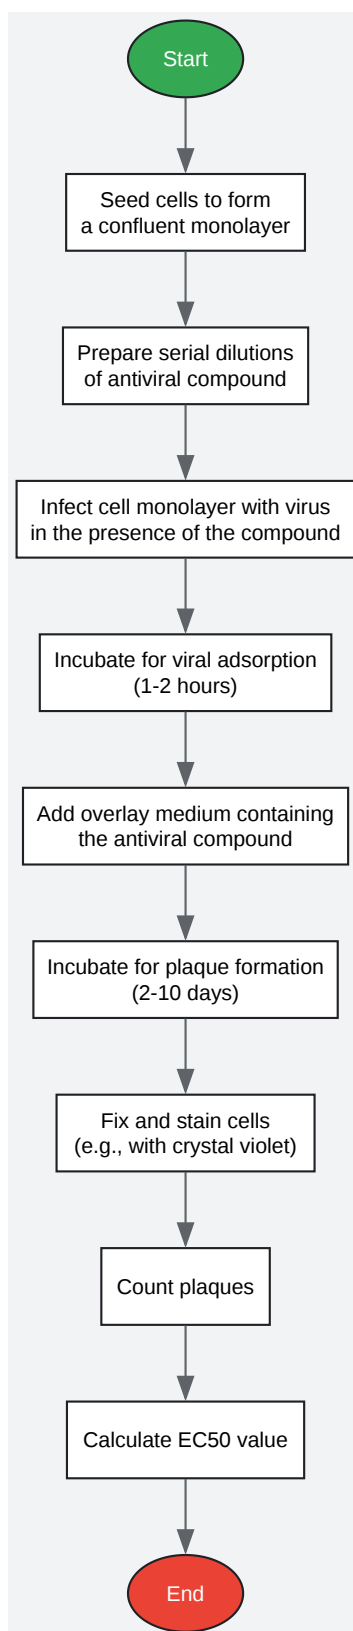 Start
Seed cells to form
a confluent monolayer
Prepare serial dilutions
of antiviral compound
Infect cell monolayer with virus
in the presence of the compound
Incubate for viral adsorption
(1-2 hours)
Add overlay medium containing
the antiviral compound
Incubate for plaque formation
(2-10 days)
Fix and stain cells
(e.g., with crystal violet)
Count plaques
Calculate EC50 value
End